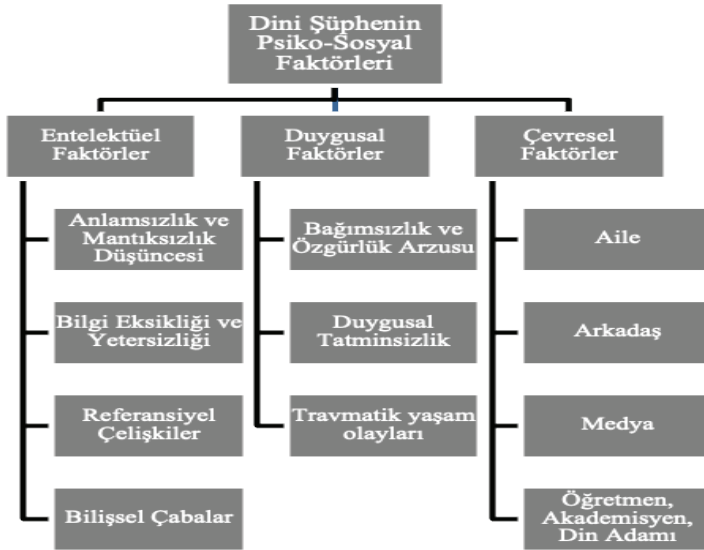 Dini Şüphenin
Psiko-Sosyal
Faktörleri
Entelektüel
Faktörler
Anlamsızlık ve
Mantıksızlık
Düşüncesi
Bilgi Eksikliği ve
Yetersizliği
Referansiyel
Çelişkiler
Bilişsel Çabalar
Duygusal
Faktörler
Bağımsızlık ve
Özgürlük Arzusu
Duygusal
Tatminsizlik
Travmatik yaşam
olayları
Çevresel
Faktörler
Aile
Arkadaş
Medya
Öğretmen,
Akademisyen,
Din Adamı